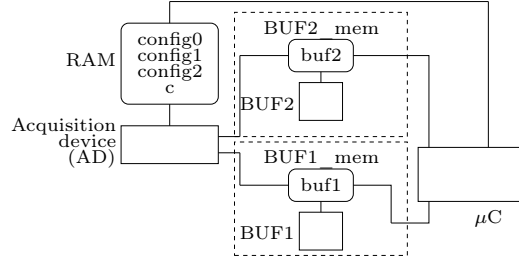 BUF2_mem
config0
config1
config2
c
RAM
buf2
BUF2
Acquisition
device
(AD)
BUF1_mem
buf1
BUF1
μC